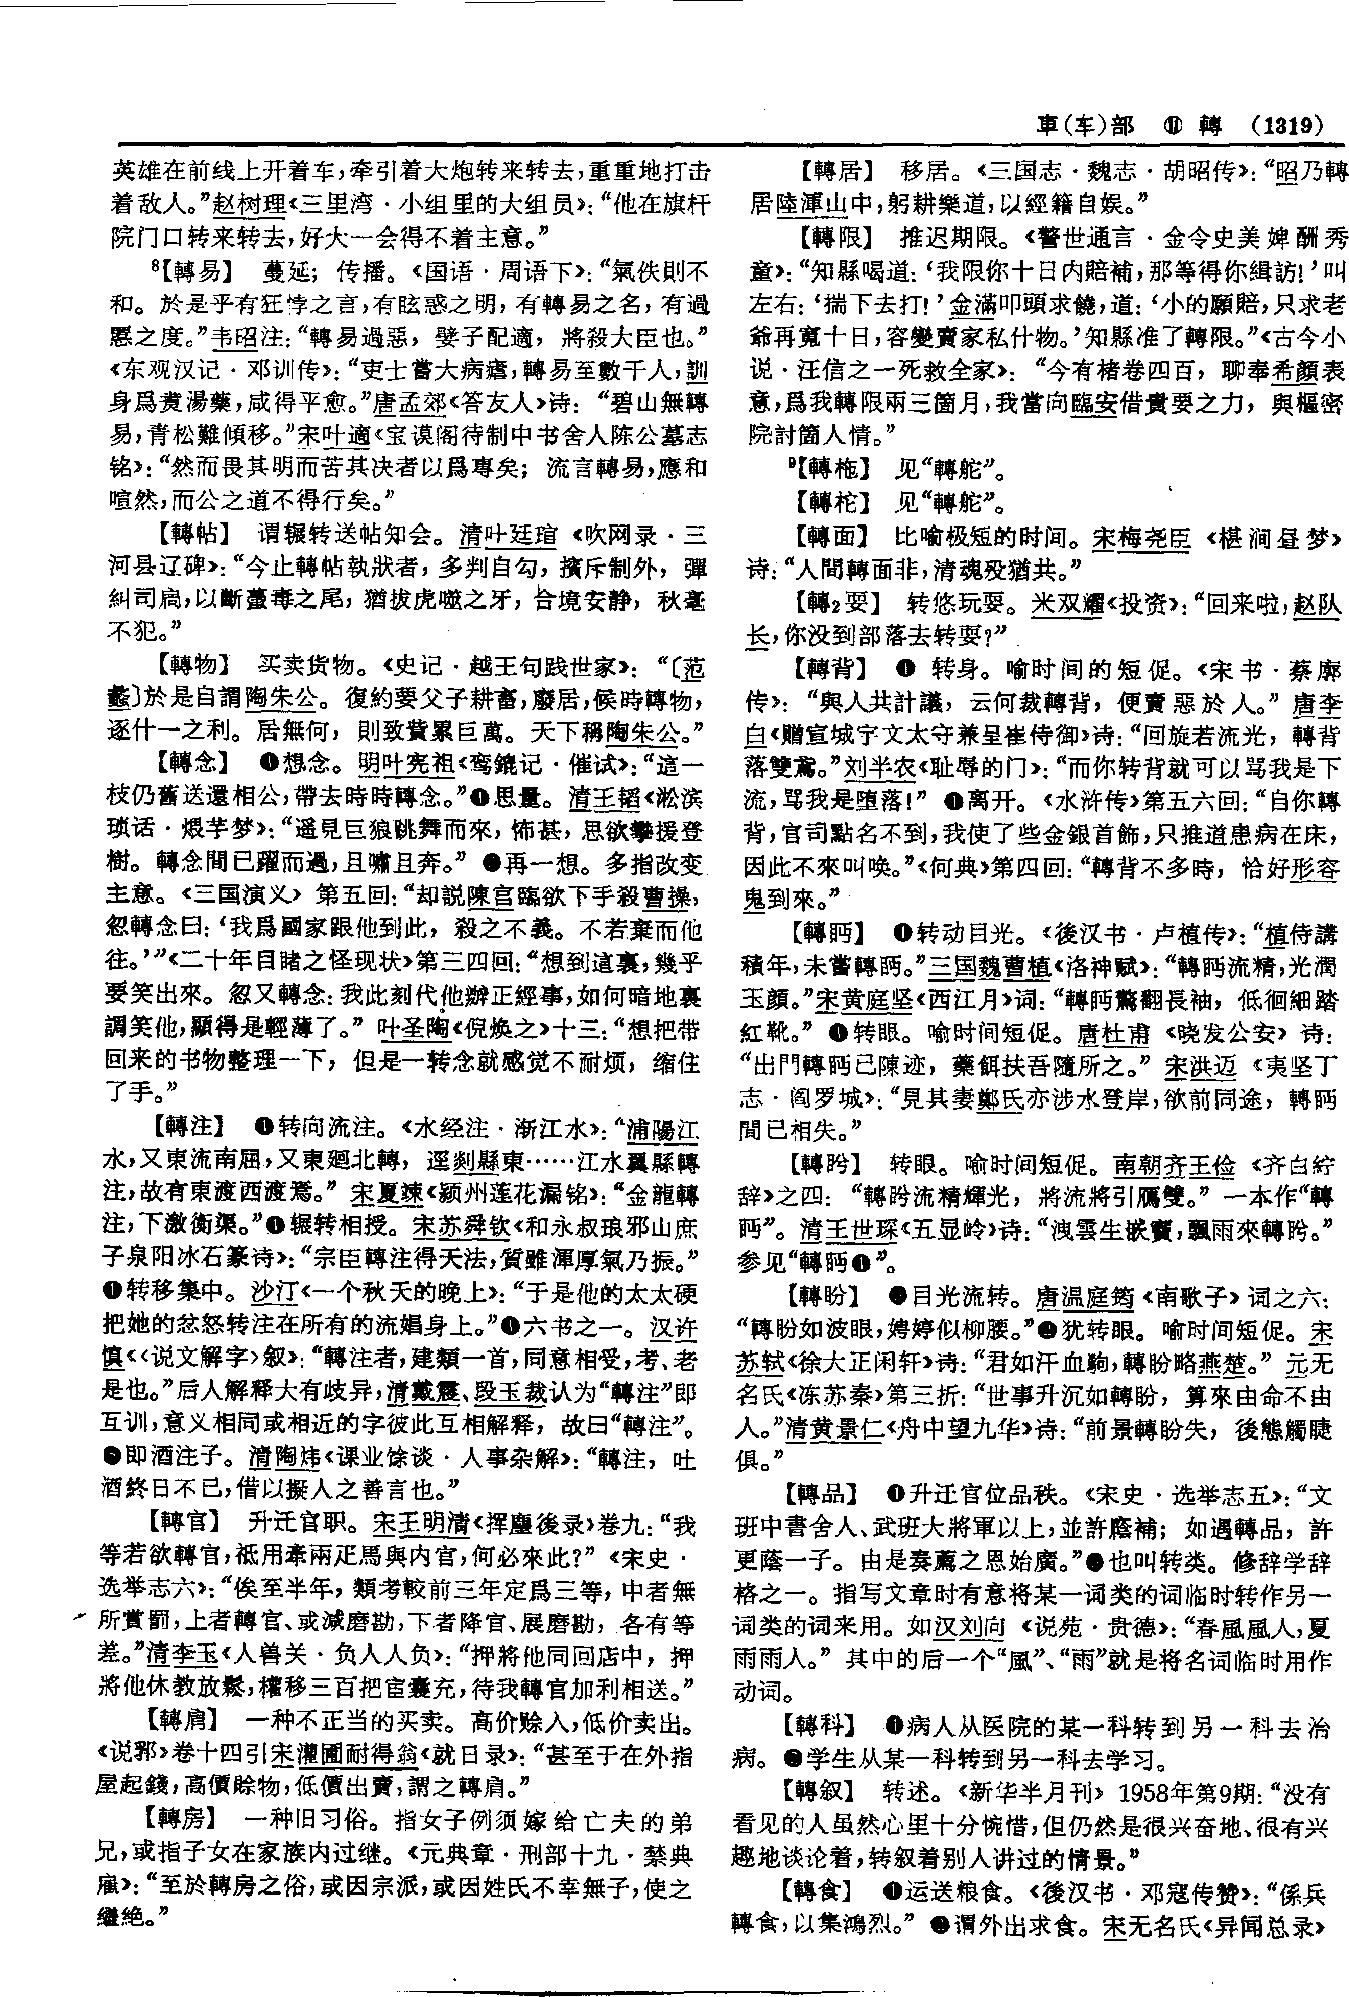 車(车)部 ⑪ 轉 (1319)
英雄在前线上开着车,牵引着大炮转来转去,重重地打击
着敌人。”赵树理《三里湾·小组里的大组员》:“他在旗杆
院门口转来转去,好大一会得不着主意。”
8【轉易】 蔓延;传播。《国语·周语下》:“氣佚則不
和。於是乎有狂悖之言,有眩惑之明,有轉易之名,有過
慝之度。”韦昭注:“轉易過惡,嬖子配適,將殺大臣也。”
《东观汉记·邓训传》:“吏士嘗大病瘧,轉易至數千人,訓
身爲煑湯藥,咸得平愈。”唐孟郊《答友人》诗:“碧山無轉
易,青松難傾移。”宋叶適《宝谟阁待制中书舍人陈公墓志
铭》:“然而畏其明而苦其决者以爲專矣;流言轉易,應和
喧然,而公之道不得行矣。”
【轉帖】 谓辗转送帖知会。清叶廷琯《吹网录·三
河县辽碑》:“今止轉帖執狀者,多判自勾,擯斥制外,彈
糾司扃,以斷蠆毒之尾,猶拔虎噬之牙,合境安静,秋毫
不犯。”
【轉物】 买卖货物。《史记·越王句践世家》:“〔范
蠡〕於是自謂陶朱公。復約要父子耕畜,廢居,候時轉物,
逐什一之利。居無何,則致貲累巨萬。天下稱陶朱公。”
【轉念】 ❶想念。明叶宪祖《鸾鎞记·催试》:“這一
枝仍舊送還相公,帶去時時轉念。”❷思量。清王韬《淞滨
琐话·煨芋梦》:“遥見巨狼跳舞而來,怖甚,思欲攀援登
樹。轉念間已躍而過,且嘯且奔。” ❸再一想。多指改变
主意。《三国演义》第五回:“却説陳宫臨欲下手殺曹操,
忽轉念曰:‘我爲國家跟他到此,殺之不義。不若棄而他
往。’”《二十年目睹之怪现状》第三四回:“想到這裏,幾乎
要笑出來。忽又轉念:我此刻代他辦正經事,如何暗地裏
調笑他,顯得是輕薄了。” 叶圣陶《倪焕之》十三:“想把带
回来的书物整理一下,但是一转念就感觉不耐烦,缩住
了手。”
【轉注】 ❶转向流注。《水经注·渐江水》:“浦陽江
水,又東流南屈,又東廻北轉,逕剡縣東……江水翼縣轉
注,故有東渡西渡焉。” 宋夏竦《颍州莲花漏铭》:“金龍轉
注,下激衡渠。”❷辗转相授。宋苏舜钦《和永叔琅邪山庶
子泉阳冰石篆诗》:“宗臣轉注得天法,質雖渾厚氣乃振。”
❸转移集中。沙汀《一个秋天的晚上》:“于是他的太太硬
把她的忿怒转注在所有的流娼身上。”❹六书之一。汉许
慎《〈说文解字〉叙》:“轉注者,建類一首,同意相受,考、老
是也。”后人解释大有歧异,清戴震、段玉裁认为“轉注”即
互训,意义相同或相近的字彼此互相解释,故曰“轉注”。
❺即酒注子。清陶炜《课业馀谈·人事杂解》:“轉注,吐
酒終日不已,借以擬人之善言也。”
【轉官】 升迁官职。宋王明清《挥麈後录》卷九:“我
等若欲轉官,祗用牽兩疋馬與内官,何必來此?”《宋史·
选举志六》:“俟至半年,類考較前三年定爲三等,中者無
所賞罰,上者轉官、或減磨勘,下者降官、展磨勘,各有等
差。”清李玉《人兽关·负人人负》:“押將他同回店中,押
將他休教放鬆,權移三百把宦囊充,待我轉官加利相送。”
【轉肩】 一种不正当的买卖。高价赊入,低价卖出。
《说郛》卷十四引宋灌圃耐得翁《就日录》:“甚至于在外指
屋起錢,高價賒物,低價出賣,謂之轉肩。”
【轉房】 一种旧习俗。指女子例须嫁给亡夫的弟
兄,或指子女在家族内过继。《元典章·刑部十九·禁典
雇》:“至於轉房之俗,或因宗派,或因姓氏不幸無子,使之
繼絶。”
【轉居】 移居。《三国志·魏志·胡昭传》:“昭乃轉
居陸渾山中,躬耕樂道,以經籍自娱。”
【轉限】 推迟期限。《警世通言·金令史美婢酬秀
童》:“知縣喝道:‘我限你十日内賠補,那等得你緝訪!’叫
左右:‘揣下去打!’金滿叩頭求饒,道:‘小的願賠,只求老
爺再寬十日,容變賣家私什物。’知縣准了轉限。”《古今小
说·汪信之一死救全家》:“今有楮卷四百,聊奉希顔表
意,爲我轉限兩三箇月,我當向臨安借貴要之力,與樞密
院討箇人情。”
9【轉柂】 见“轉舵”。
【轉柁】 见“轉舵”。
【轉面】 比喻极短的时间。宋梅尧臣《椹涧昼梦》
诗:“人間轉面非,清魂殁猶共。”
【轉₂耍】 转悠玩耍。米双耀《投资》:“回来啦,赵队
长,你没到部落去转耍?”
【轉背】 ❶ 转身。喻时间的短促。《宋书·蔡廓
传》:“與人共計議,云何裁轉背,便賣惡於人。” 唐李
白《贈宣城宇文太守兼呈崔侍御》诗:“回旋若流光,轉背
落雙鳶。”刘半农《耻辱的门》:“而你转背就可以骂我是下
流,骂我是堕落!” ❷离开。《水浒传》第五六回:“自你轉
背,官司點名不到,我使了些金銀首飾,只推道患病在床,
因此不來叫唤。”《何典》第四回:“轉背不多時,恰好形容
鬼到來。”
【轉眄】 ❶转动目光。《後汉书·卢植传》:“植侍講
積年,未嘗轉眄。”三国魏曹植《洛神赋》:“轉眄流精,光潤
玉顔。”宋黄庭坚《西江月》词:“轉眄驚翻長袖,低徊細踏
紅靴。” ❷转眼。喻时间短促。唐杜甫《晓发公安》诗:
“出門轉眄已陳迹,藥餌扶吾隨所之。” 宋洪迈《夷坚丁
志·阎罗城》:“見其妻鄭氏亦涉水登岸,欲前同途,轉眄
間已相失。”
【轉盻】 转眼。喻时间短促。南朝齐王俭《齐白紵
辞》之四:“轉盻流精輝光,將流將引鴈雙。” 一本作“轉
眄”。清王世琛《五显岭》诗:“洩雲生嵌竇,飄雨來轉盻。”
参见“轉眄❶”。
【轉盼】 ❶目光流转。唐温庭筠《南歌子》词之六:
“轉盼如波眼,娉婷似柳腰。”❷犹转眼。喻时间短促。宋
苏轼《徐大正闲轩》诗:“君如汗血駒,轉盼略燕楚。” 元无
名氏《冻苏秦》第三折:“世事升沉如轉盼,算來由命不由
人。”清黄景仁《舟中望九华》诗:“前景轉盼失,後態觸睫
俱。”
【轉品】 ❶升迁官位品秩。《宋史·选举志五》:“文
班中書舍人、武班大將軍以上,並許廕補;如遇轉品,許
更蔭一子。由是奏薦之恩始廣。”❷也叫转类。修辞学辞
格之一。指写文章时有意将某一词类的词临时转作另一
词类的词来用。如汉刘向《说苑·贵德》:“春風風人,夏
雨雨人。” 其中的后一个“風”、“雨”就是将名词临时用作
动词。
【轉科】 ❶病人从医院的某一科转到另一科去治
病。❷学生从某一科转到另一科去学习。
【轉叙】 转述。《新华半月刊》1958年第9期:“没有
看见的人虽然心里十分惋惜,但仍然是很兴奋地、很有兴
趣地谈论着,转叙着别人讲过的情景。”
【轉食】 ❶运送粮食。《後汉书·邓寇传赞》:“係兵
轉食,以集鴻烈。” ❷谓外出求食。宋无名氏《异闻总录》